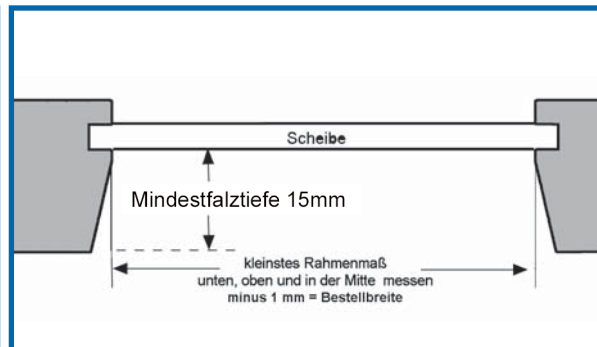 Scheibe
Mindestfalztiefe 15mm
kleinstes Rahmenmaß
unten, oben und in der Mitte messen
minus 1 mm = Bestellbreite